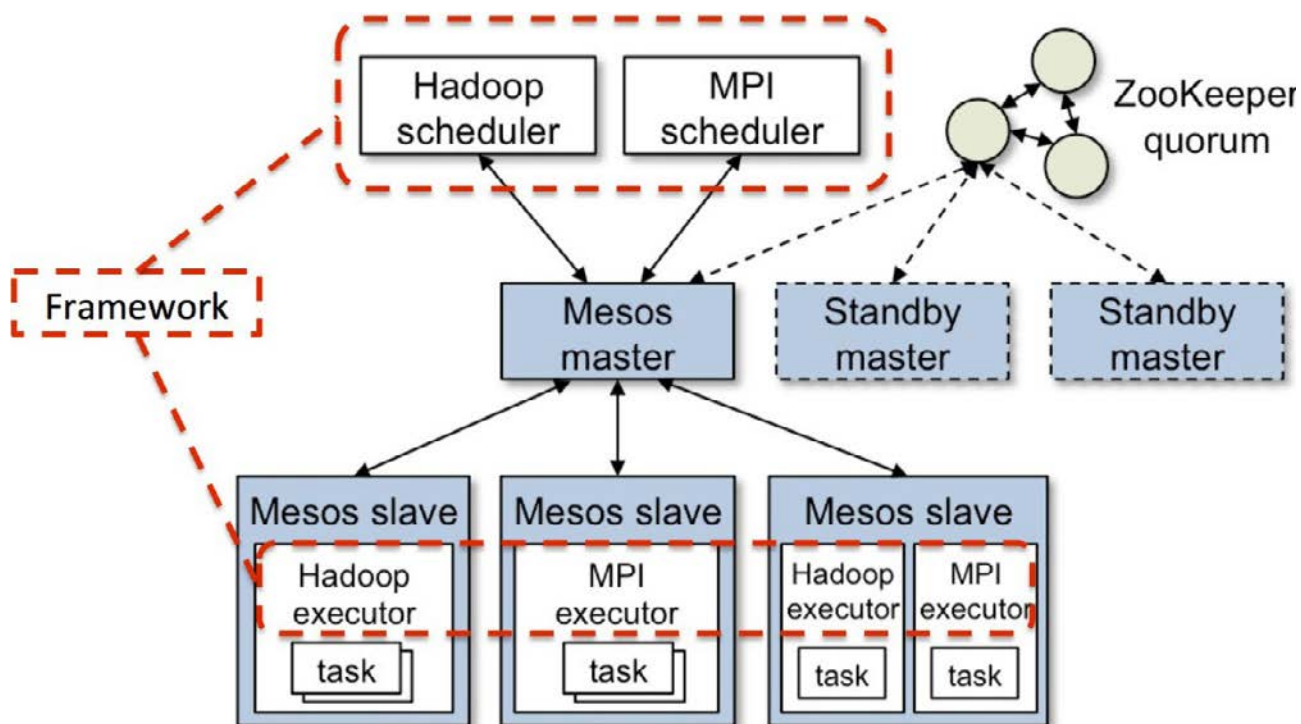 Hadoop
scheduler
MPI
scheduler
ZooKeeper
quorum
Framework
Mesos
master
Standby
master
Standby
master
Mesos slave
Hadoop
executor
task
Mesos slave
MPI
executor
task
Mesos slave
Hadoop
executor
task
MPI
executor
task